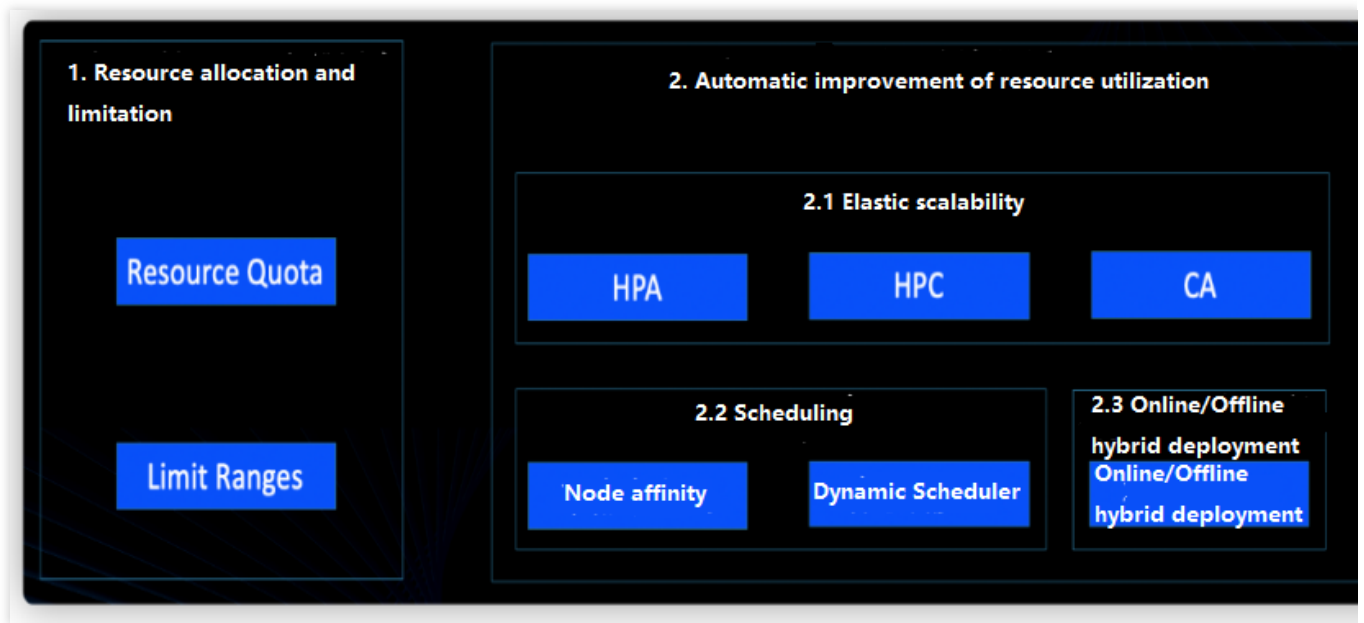 1. Resource allocation and
limitation
Resource Quota
Limit Ranges
2. Automatic improvement of resource utilization
2.1 Elastic scalability
HPA
HPC
CA
2.2 Scheduling
Node affinity
Dynamic Scheduler
2.3 Online/Offline
hybrid deployment
Online/Offline
hybrid deployment